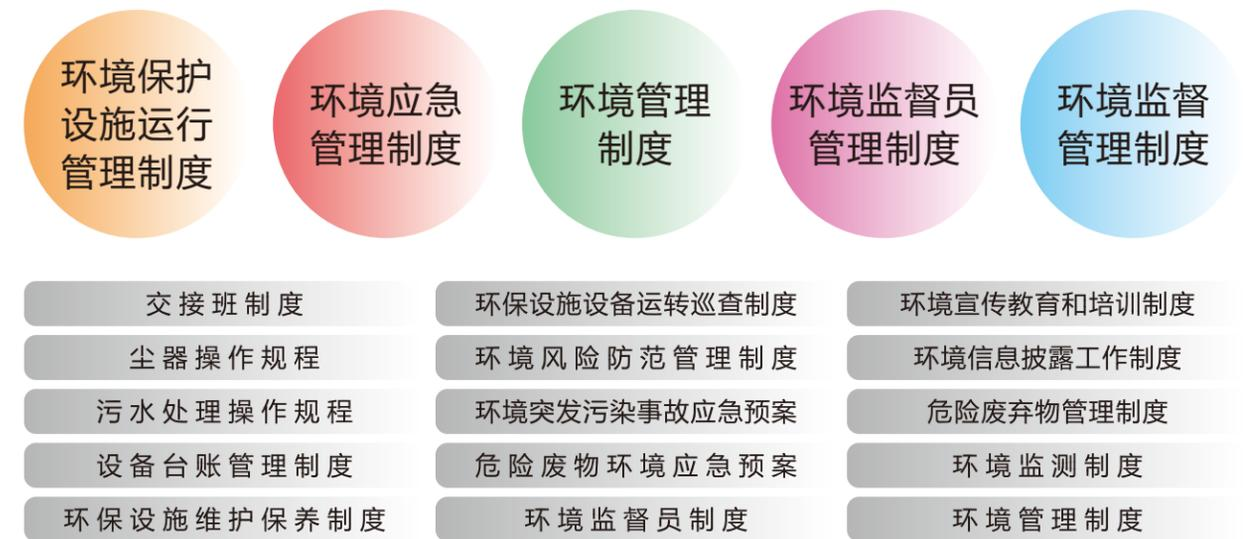 环境保护
设施运行
管理制度
环境应急
管理制度
环境管理
制度
环境监督员
管理制度
环境监督
管理制度
交接班制度
环保设施设备运转巡查制度
环境宣传教育和培训制度
尘器操作规程
环境风险防范管理制度
环境信息披露工作制度
污水处理操作规程
环境突发污染事故应急预案
危险废弃物管理制度
设备台账管理制度
危险废物环境应急预案
环境监测制度
环保设施维护保养制度
环境监督员制度
环境管理制度